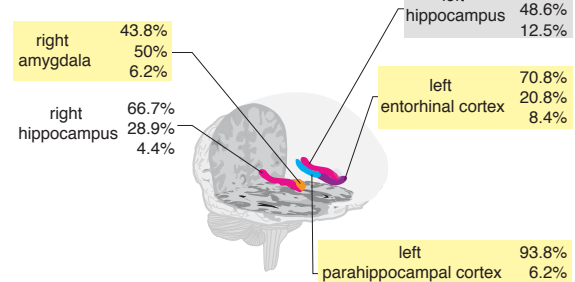 hippocampus 48.6%
12.5%
right amygdala
43.8%
50%
6.2%
left entorhinal cortex
70.8%
20.8%
8.4%
right hippocampus
66.7%
28.9%
4.4%
left parahippocampal cortex
93.8%
6.2%